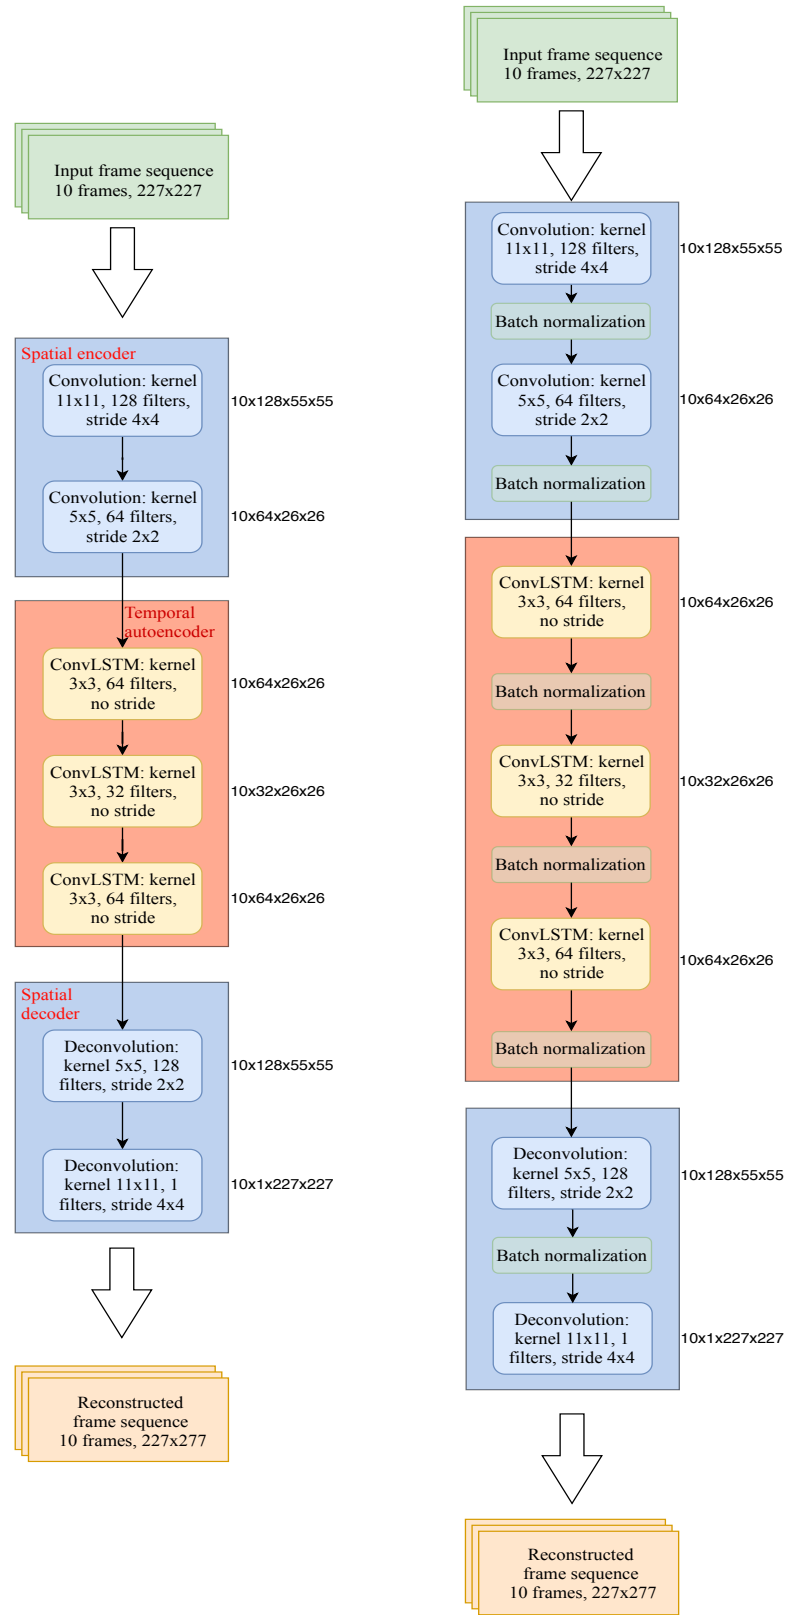 Input frame sequence
10 frames, 227x227
Spatial encoder
Convolution: kernel
11x11, 128 filters,
stride 4x4
10x128x55x55
Convolution: kernel
5x5, 64 filters,
stride 2x2
10x64x26x26
Temporal
autoencoder
ConvLSTM: kernel
3x3, 64 filters,
no stride
10x64x26x26
ConvLSTM: kernel
3x3, 32 filters,
no stride
10x32x26x26
ConvLSTM: kernel
3x3, 64 filters,
no stride
10x64x26x26
Spatial
decoder
Deconvolution:
kernel 5x5, 128
filters, stride 2x2
10x128x55x55
Deconvolution:
kernel 11x11, 1
filters, stride 4x4
10x1x227x227
Reconstructed
frame sequence
10 frames, 227x277
Input frame sequence
10 frames, 227x227
Convolution: kernel
11x11, 128 filters,
stride 4x4
10x128x55x55
Batch normalization
Convolution: kernel
5x5, 64 filters,
stride 2x2
10x64x26x26
Batch normalization
ConvLSTM: kernel
3x3, 64 filters,
no stride
10x64x26x26
Batch normalization
ConvLSTM: kernel
3x3, 32 filters,
no stride
10x32x26x26
Batch normalization
ConvLSTM: kernel
3x3, 64 filters,
no stride
10x64x26x26
Batch normalization
Deconvolution:
kernel 5x5, 128
filters, stride 2x2
10x128x55x55
Batch normalization
Deconvolution:
kernel 11x11, 1
filters, stride 4x4
10x1x227x227
Reconstructed
frame sequence
10 frames, 227x277